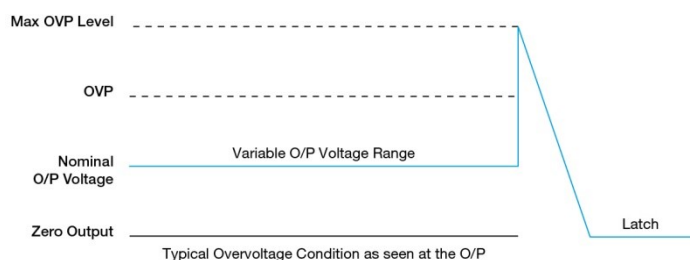 Max OVP Level
OVP
Variable O/P Voltage Range
Nominal
O/P Voltage
Zero Output
Latch
Typical Overvoltage Condition as seen at the O/P